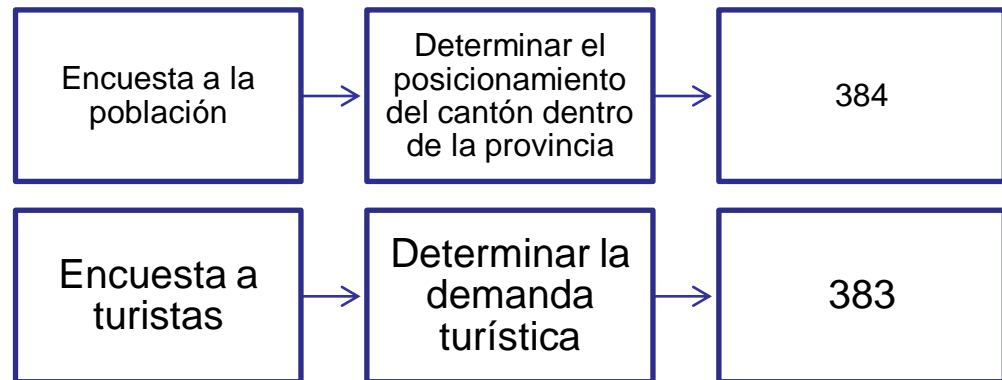 Encuesta a la
población
Determinar el
posicionamiento
del cantón dentro
de la provincia
384
Encuesta a
turistas
Determinar la
demanda
turística
383